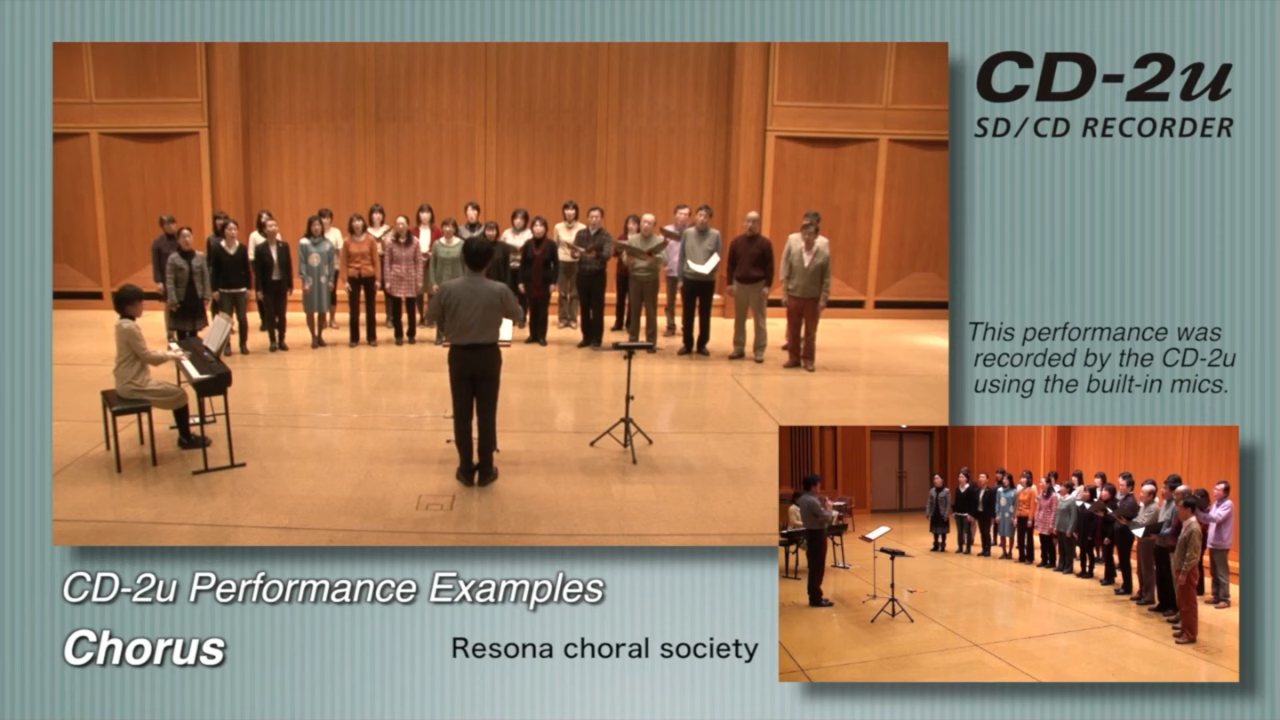 CD-2u
SD/CD RECORDER
This performance was
recorded by the CD-2u
using the built-in mics.
CD-2u Performance Examples
Chorus
Resona choral society